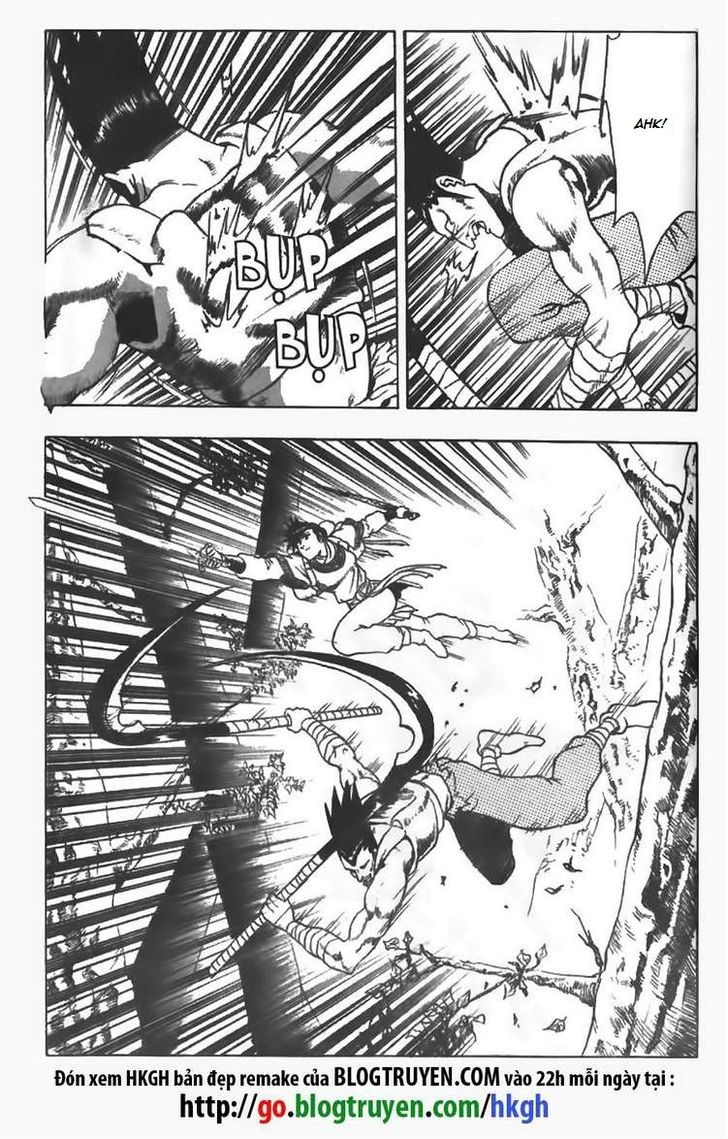 BỤP
BỤP
AHK!
Đón xem HKGH bản đẹp remake của BLOGTRUYEN.COM vào 22h mỗi ngày tại :
http://go.blogtruyen.com/hkgh